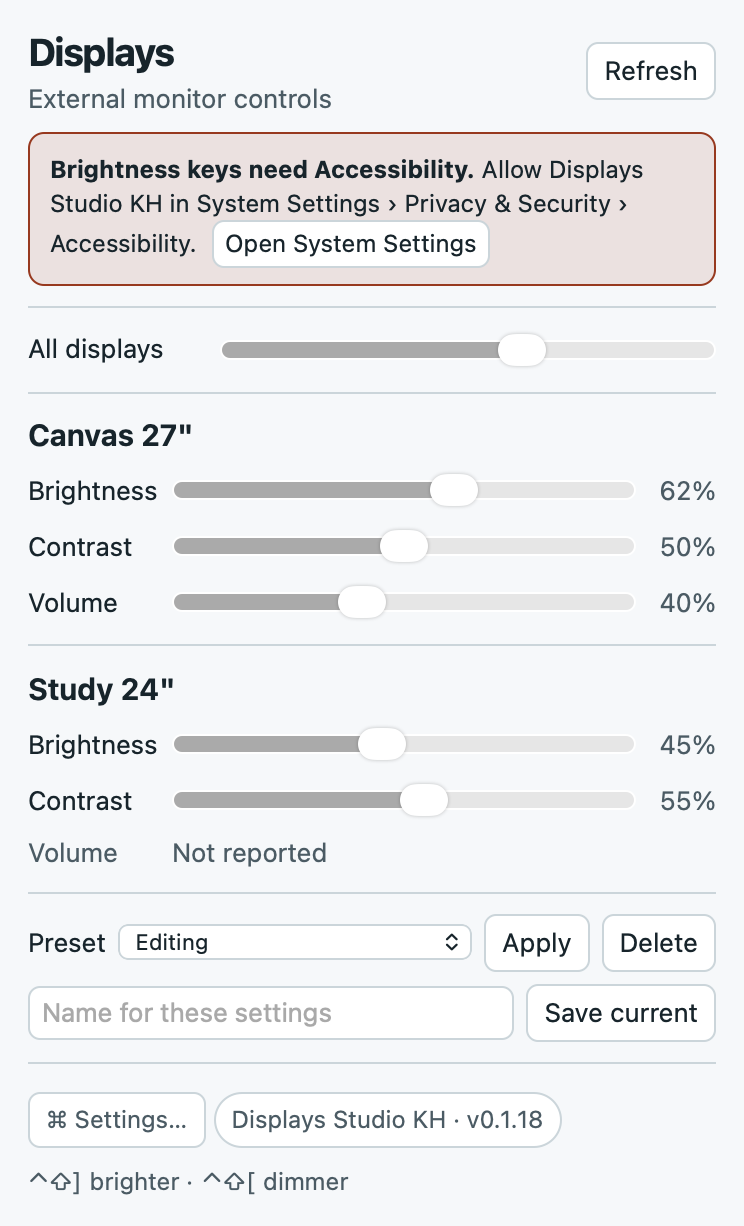 Displays
External monitor controls
Refresh
Brightness keys need Accessibility. Allow Displays
Studio KH in System Settings › Privacy & Security ›
Accessibility. Open System Settings
All displays
Canvas 27"
Brightness 62%
Contrast 50%
Volume 40%
Study 24"
Brightness 45%
Contrast 55%
Volume Not reported
Preset Editing Apply Delete
Name for these settings Save current
⌘ Settings… Displays Studio KH · v0.1.18
⌃⇧] brighter · ⌃⇧[ dimmer